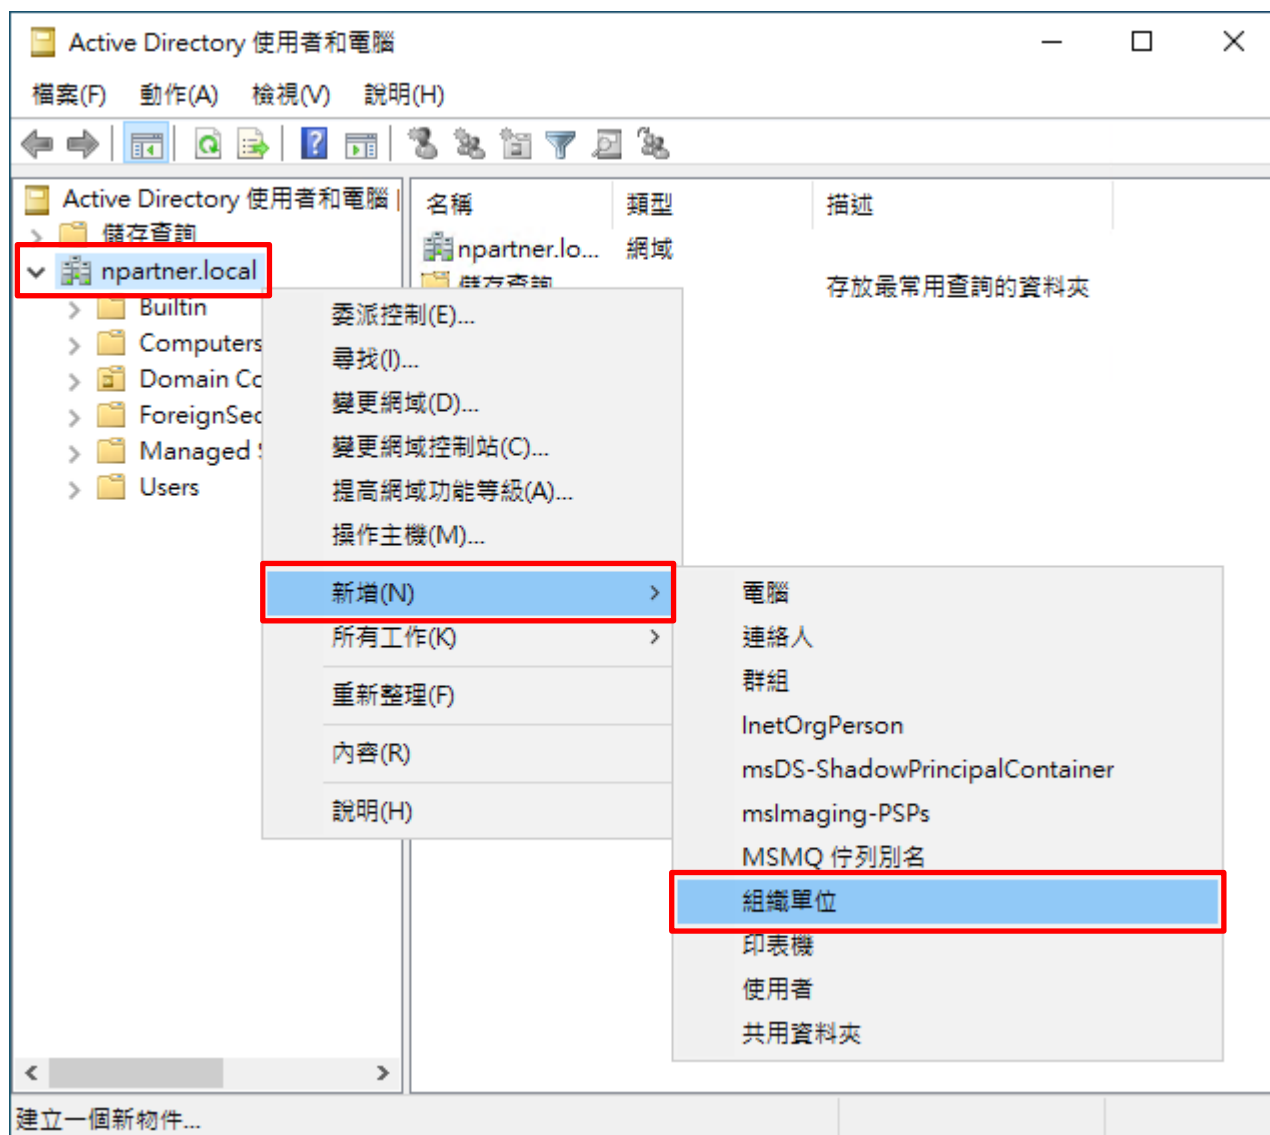 Active Directory 使用者和電腦
檔案(F) 動作(A) 檢視(V) 說明(H)
Active Directory 使用者和電腦
儲存查詢
npartner.local
Builtin
Computers
Domain Co
ForeignSec
Managed
Users
名稱 類型 描述
npartner.lo... 網域
儲存查詢 存放最常用查詢的資料夾
委派控制(E)...
尋找(I)...
變更網域(D)...
變更網域控制站(C)...
提高網域功能等級(A)...
操作主機(M)...
新增(N)
所有工作(K)
重新整理(F)
內容(R)
說明(H)
電腦
連絡人
群組
InetOrgPerson
msDS-ShadowPrincipalContainer
msImaging-PSPs
MSMQ 佇列別名
組織單位
印表機
使用者
共用資料夾
建立一個新物件...